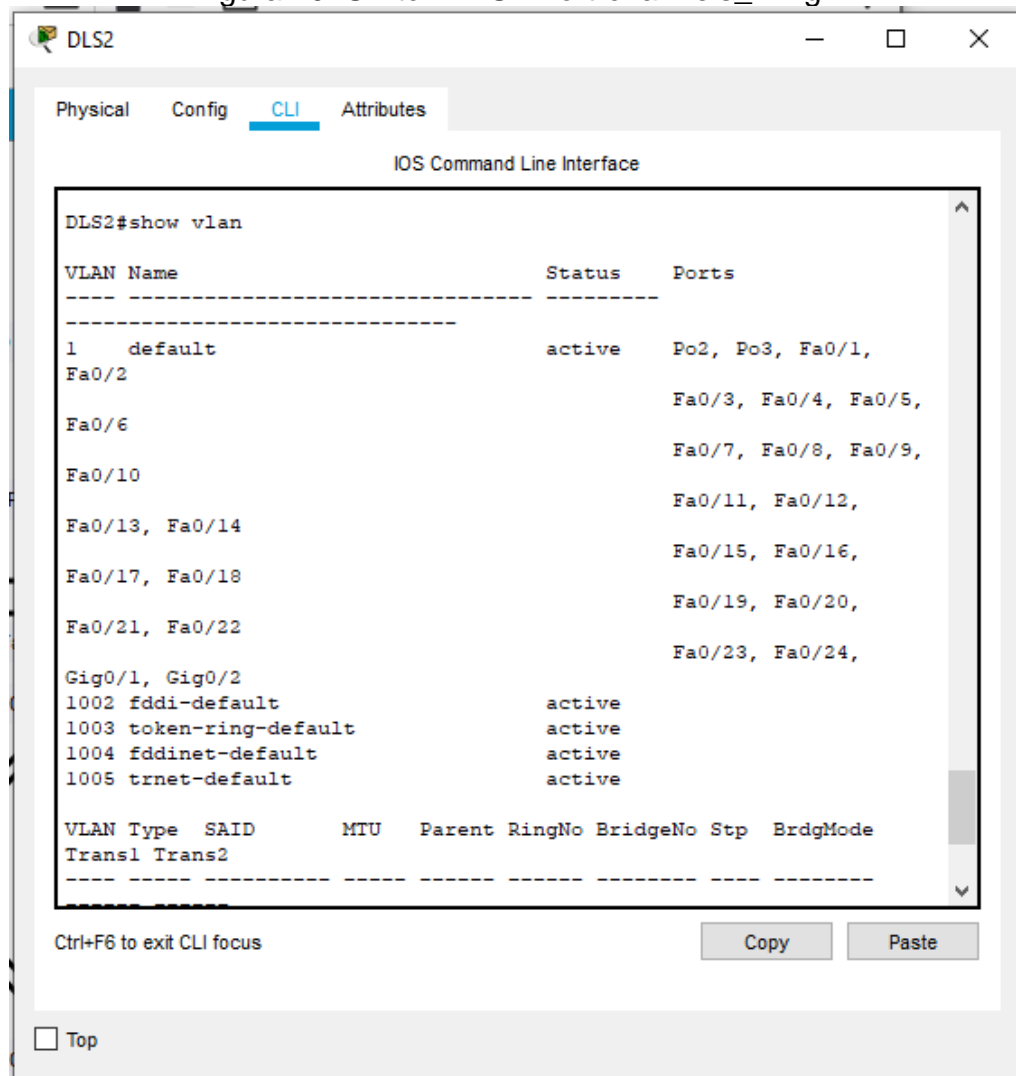 DLS2
Physical Config CLI Attributes
IOS Command Line Interface
DLS2#show vlan
VLAN Name Status Ports
---- -------------------------------- ---------
-------------------------------
1 default active Po2, Po3, Fa0/1,
Fa0/2
Fa0/3, Fa0/4, Fa0/5,
Fa0/6
Fa0/7, Fa0/8, Fa0/9,
Fa0/10
Fa0/11, Fa0/12,
Fa0/13, Fa0/14
Fa0/15, Fa0/16,
Fa0/17, Fa0/18
Fa0/19, Fa0/20,
Fa0/21, Fa0/22
Fa0/23, Fa0/24,
Gig0/1, Gig0/2
1002 fddi-default active
1003 token-ring-default active
1004 fddinet-default active
1005 trnet-default active
VLAN Type SAID MTU Parent RingNo BridgeNo Stp BrdgMode
Trans1 Trans2
---- ----- ---------- ----- ------ ------ -------- ---- --------
------ ------
Ctrl+F6 to exit CLI focus
Copy Paste
Top